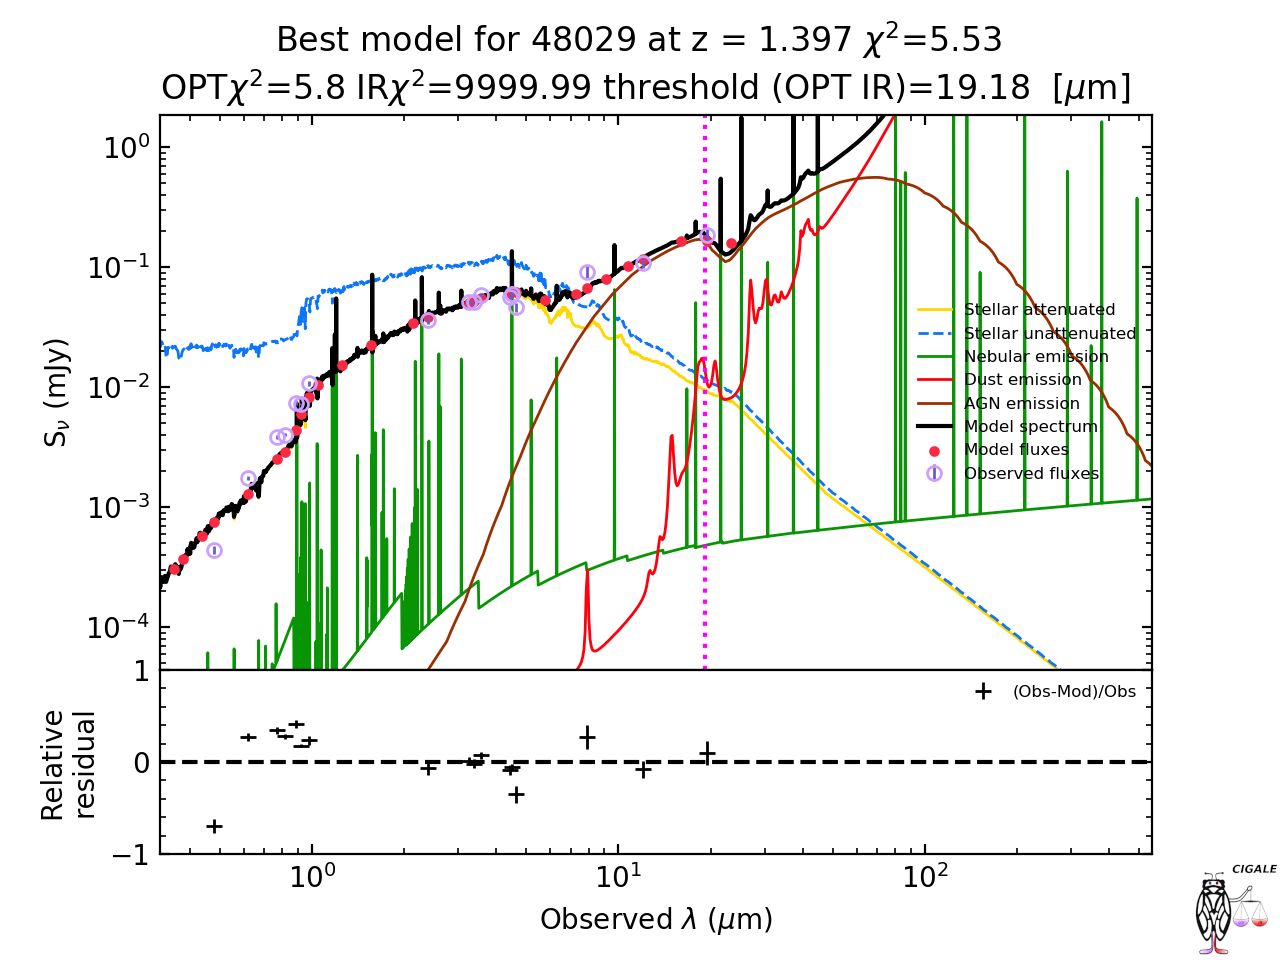 Best model for 48029 at z = 1.397 χ²=5.53
OPTχ²=5.8 IRχ²=9999.99 threshold (OPT IR)=19.18 [μm]
10⁰
10⁻¹
10⁻²
10⁻³
10⁻⁴
S_ν (mJy)
Stellar attenuated
Stellar unattenuated
Nebular emission
Dust emission
AGN emission
Model spectrum
Model fluxes
Observed fluxes
1
0
−1
Relative
residual
(Obs-Mod)/Obs
10⁰
10¹
10²
Observed λ (μm)
CIGALE